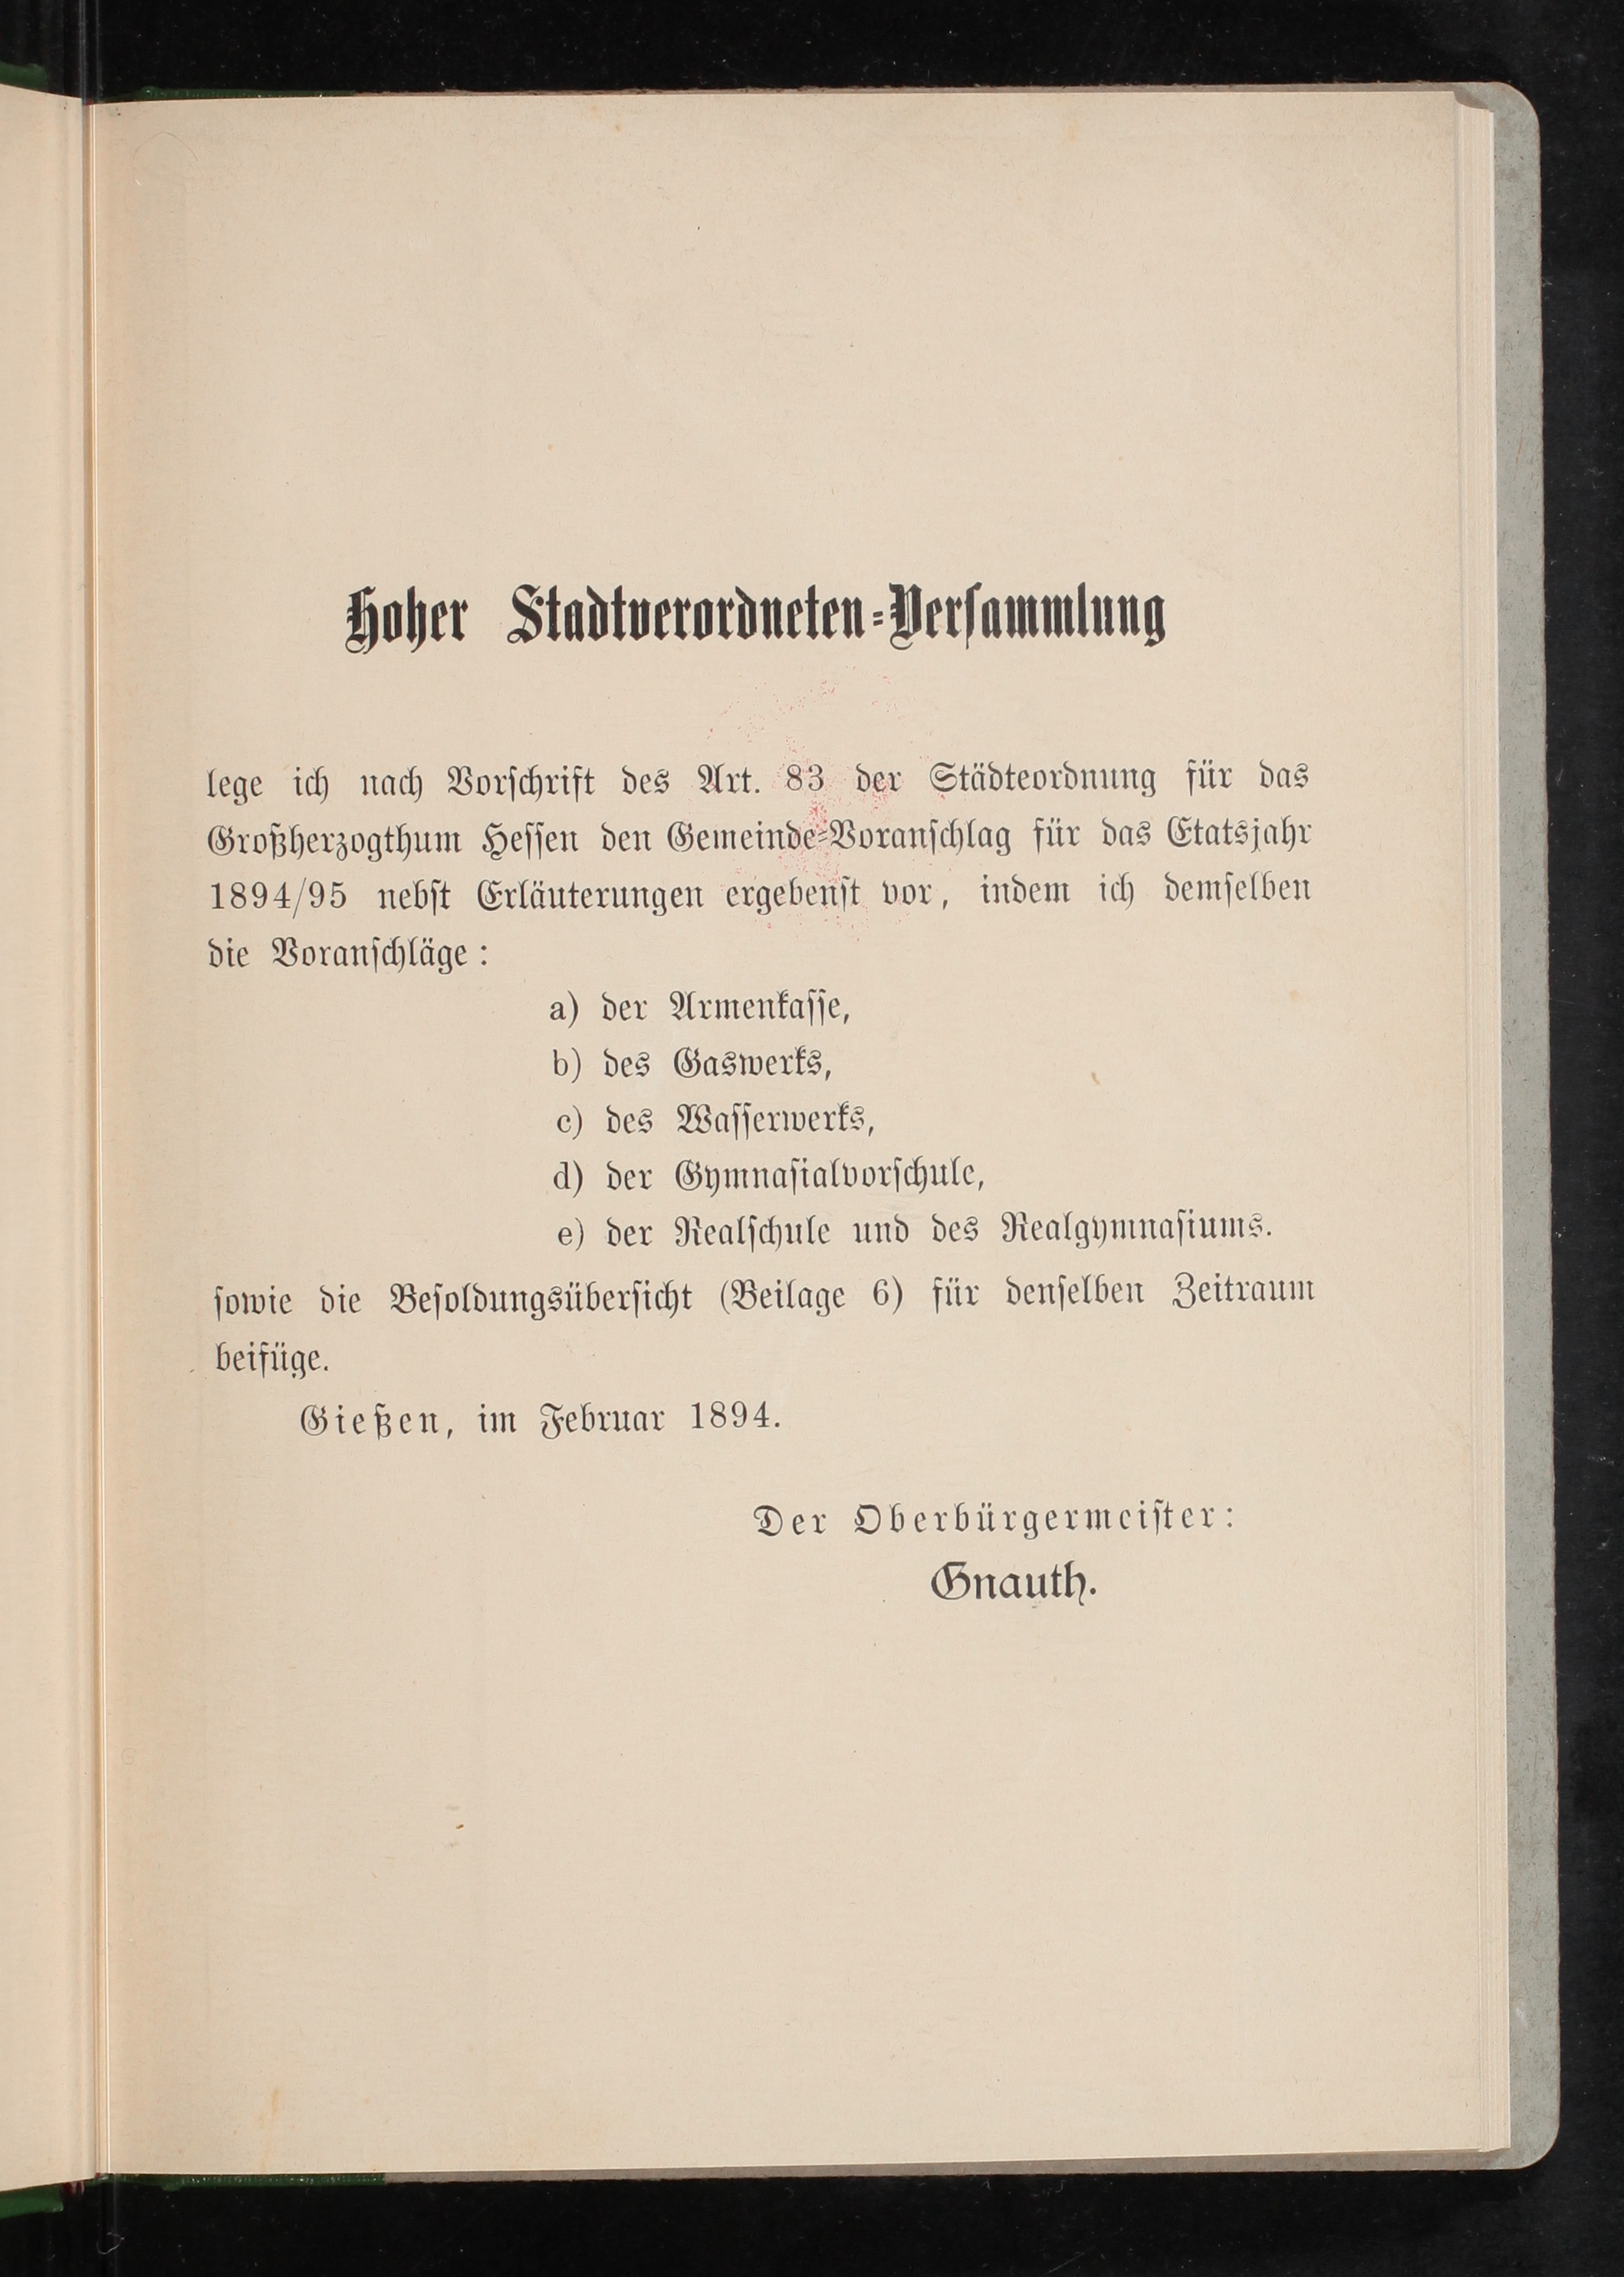 Hoher Stadtverordneten-Versammlung
lege ich nach Vorschrift des Art. 83 der Städteordnung für das
Großherzogthum Hessen den Gemeinde-Voranschlag für das Etatsjahr
1894/95 nebst Erläuterungen ergebenst vor, indem ich demselben
die Voranschläge:
a) der Armenkasse,
b) des Gaswerks,
c) des Wasserwerks,
d) der Gymnasialvorschule,
e) der Realschule und des Realgymnasiums.
sowie die Besoldungsübersicht (Beilage 6) für denselben Zeitraum
beifüge.
Gießen, im Februar 1894.
Der Oberbürgermeister:
Gnauth.